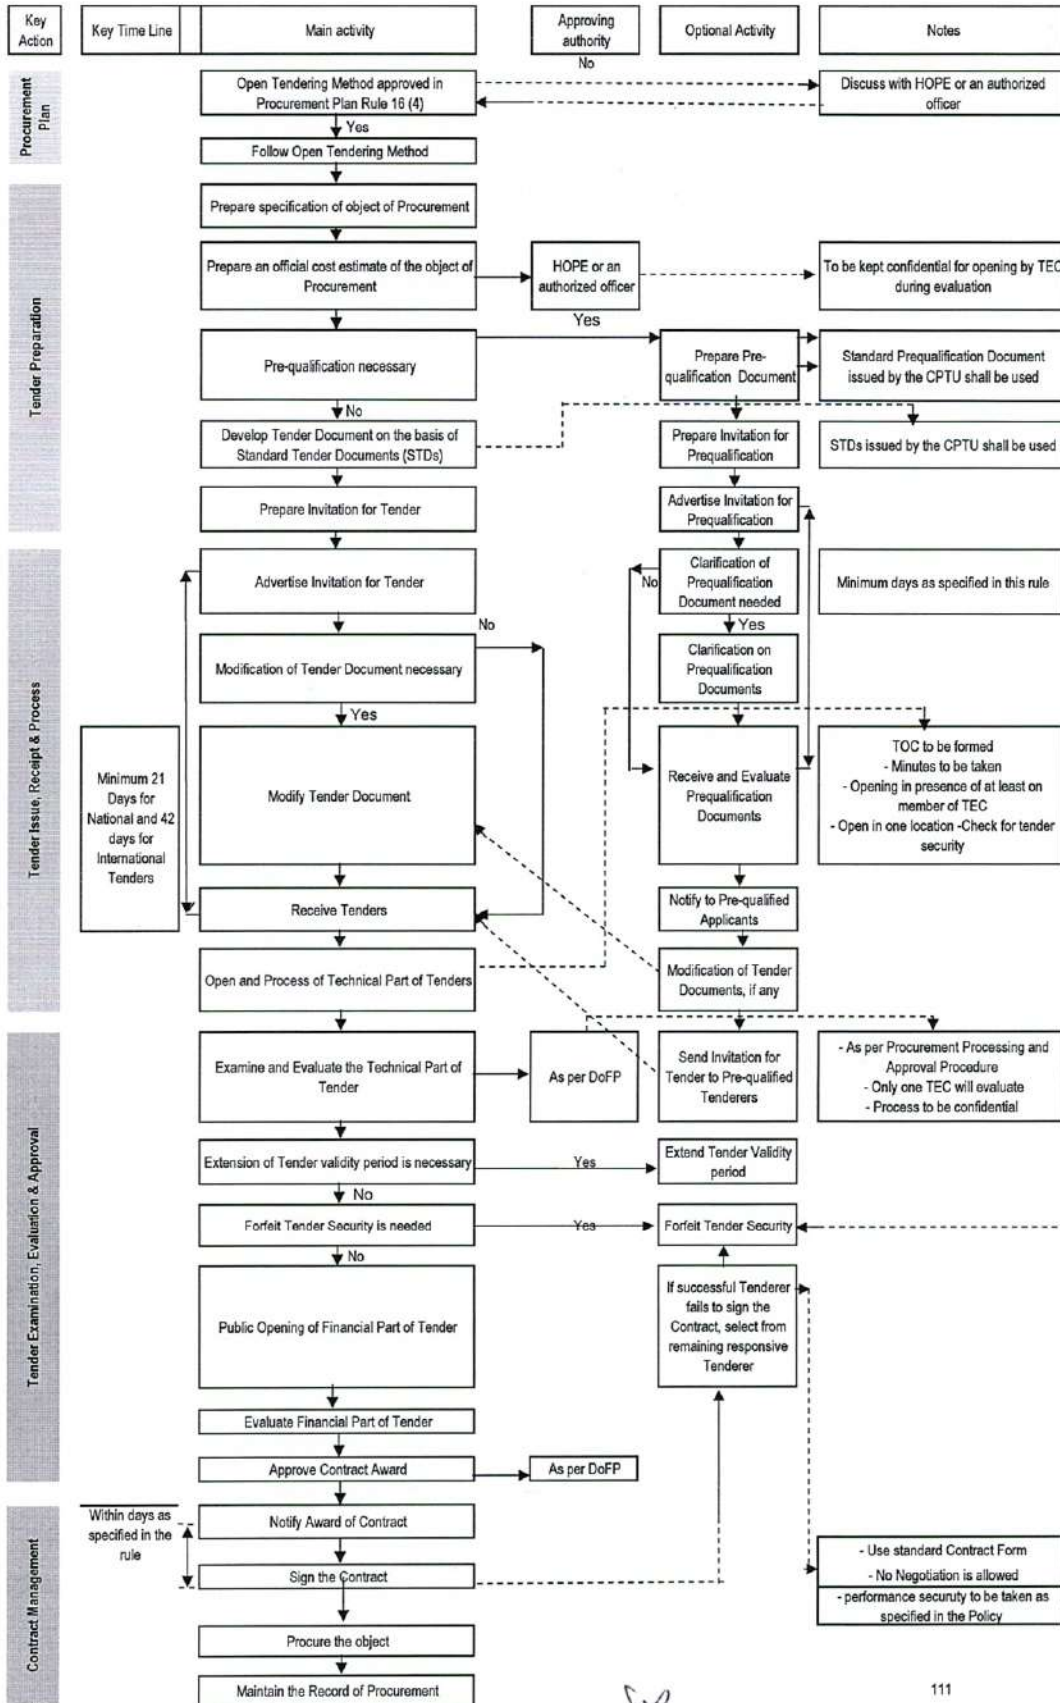 Key
Action
Key Time Line
Main activity
Approving
authority
Optional Activity
Notes
Procurement
Plan
Open Tendering Method approved in
Procurement Plan Rule 16 (4)
No
Discuss with HOPE or an authorized
officer
Yes
Follow Open Tendering Method
Tender Preparation
Prepare specification of object of Procurement
Prepare an official cost estimate of the object of
Procurement
HOPE or an
authorized officer
To be kept confidential for opening by TEC
during evaluation
Yes
Pre-qualification necessary
Prepare Pre-
qualification Document
Standard Prequalification Document
issued by the CPTU shall be used
No
Develop Tender Document on the basis of
Standard Tender Documents (STDs)
Prepare Invitation for
Prequalification
STDs issued by the CPTU shall be used
Prepare Invitation for Tender
Advertise Invitation for
Prequalification
Tender Issue, Receipt & Process
Advertise Invitation for Tender
No
Clarification of
Prequalification
Document needed
Minimum days as specified in this rule
No
Yes
Modification of Tender Document necessary
Clarification on
Prequalification
Documents
Yes
Minimum 21
Days for
National and 42
days for
International
Tenders
Modify Tender Document
Receive and Evaluate
Prequalification
Documents
TOC to be formed
- Minutes to be taken
- Opening in presence of at least on
member of TEC
- Open in one location -Check for tender
security
Receive Tenders
Notify to Pre-qualified
Applicants
Open and Process of Technical Part of Tenders
Modification of Tender
Documents, if any
Tender Examination, Evaluation & Approval
Examine and Evaluate the Technical Part of
Tender
As per DoFP
Send Invitation for
Tender to Pre-qualified
Tenderers
- As per Procurement Processing and
Approval Procedure
- Only one TEC will evaluate
- Process to be confidential
Extension of Tender validity period is necessary
Yes
Extend Tender Validity
period
No
Forfeit Tender Security is needed
Yes
Forfeit Tender Security
No
Public Opening of Financial Part of Tender
If successful Tenderer
fails to sign the
Contract, select from
remaining responsive
Tenderer
Evaluate Financial Part of Tender
Approve Contract Award
As per DoFP
Contract Management
Within days as
specified in the
rule
Notify Award of Contract
Sign the Contract
- Use standard Contract Form
- No Negotiation is allowed
- performance securuty to be taken as
specified in the Policy
Procure the object
Maintain the Record of Procurement
111